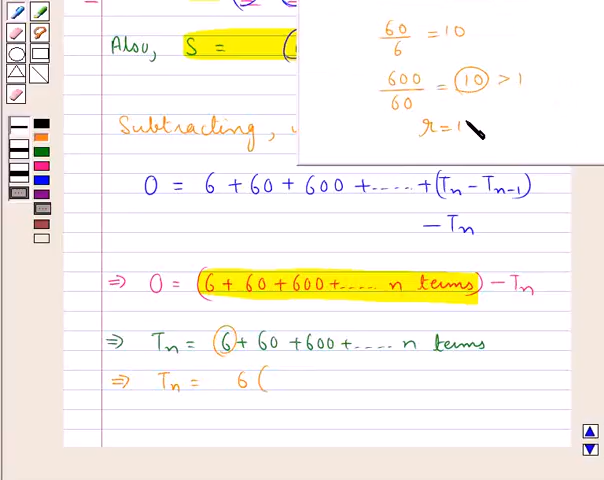 Also, S = (
60/6 = 10
600/60 = 10 > 1
r = 1
Subtracting,
0 = 6 + 60 + 600 + ..... + (Tn - Tn-1)
- Tn
⇒ 0 = (6 + 60 + 600 + ..... n terms) - Tn
⇒ Tn = 6 + 60 + 600 + ..... n terms
⇒ Tn = 6 (